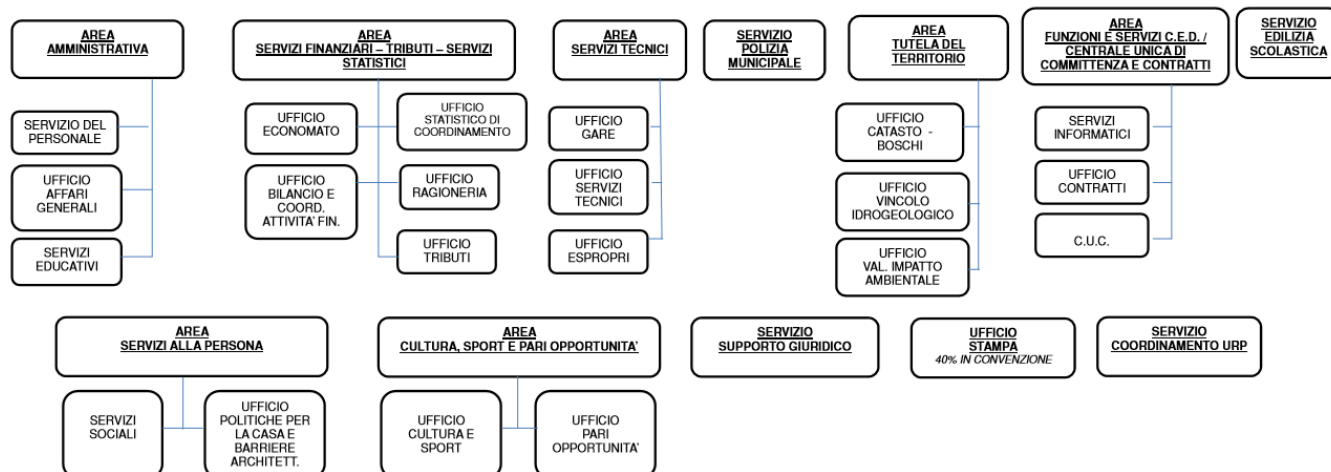 AREA
AMMINISTRATIVA
SERVIZIO DEL
PERSONALE
UFFICIO
AFFARI
GENERALI
SERVIZI
EDUCATIVI
AREA
SERVIZI FINANZIARI – TRIBUTI – SERVIZI
STATISTICI
UFFICIO
ECONOMATO
UFFICIO
STATISTICO DI
COORDINAMENTO
UFFICIO
BILANCIO E
COORD.
ATTIVITA' FIN.
UFFICIO
RAGIONERIA
UFFICIO
TRIBUTI
AREA
SERVIZI TECNICI
UFFICIO
GARE
UFFICIO
SERVIZI
TECNICI
UFFICIO
ESPROPRI
SERVIZIO
POLIZIA
MUNICIPALE
AREA
TUTELA DEL
TERRITORIO
UFFICIO
CATASTO -
BOSCHI
UFFICIO
VINCOLO
IDROGEOLOGICO
UFFICIO
VAL. IMPATTO
AMBIENTALE
AREA
FUNZIONI E SERVIZI C.E.D. /
CENTRALE UNICA DI
COMMITTENZA E CONTRATTI
SERVIZI
INFORMATICI
UFFICIO
CONTRATTI
C.U.C.
SERVIZIO
EDILIZIA
SCOLASTICA
AREA
SERVIZI ALLA PERSONA
SERVIZI
SOCIALI
UFFICIO
POLITICHE PER
LA CASA E
BARRIERE
ARCHITETT.
AREA
CULTURA, SPORT E PARI OPPORTUNITA'
UFFICIO
CULTURA E
SPORT
UFFICIO
PARI
OPPORTUNITA'
SERVIZIO
SUPPORTO GIURIDICO
UFFICIO
STAMPA
40% IN CONVENZIONE
SERVIZIO
COORDINAMENTO URP